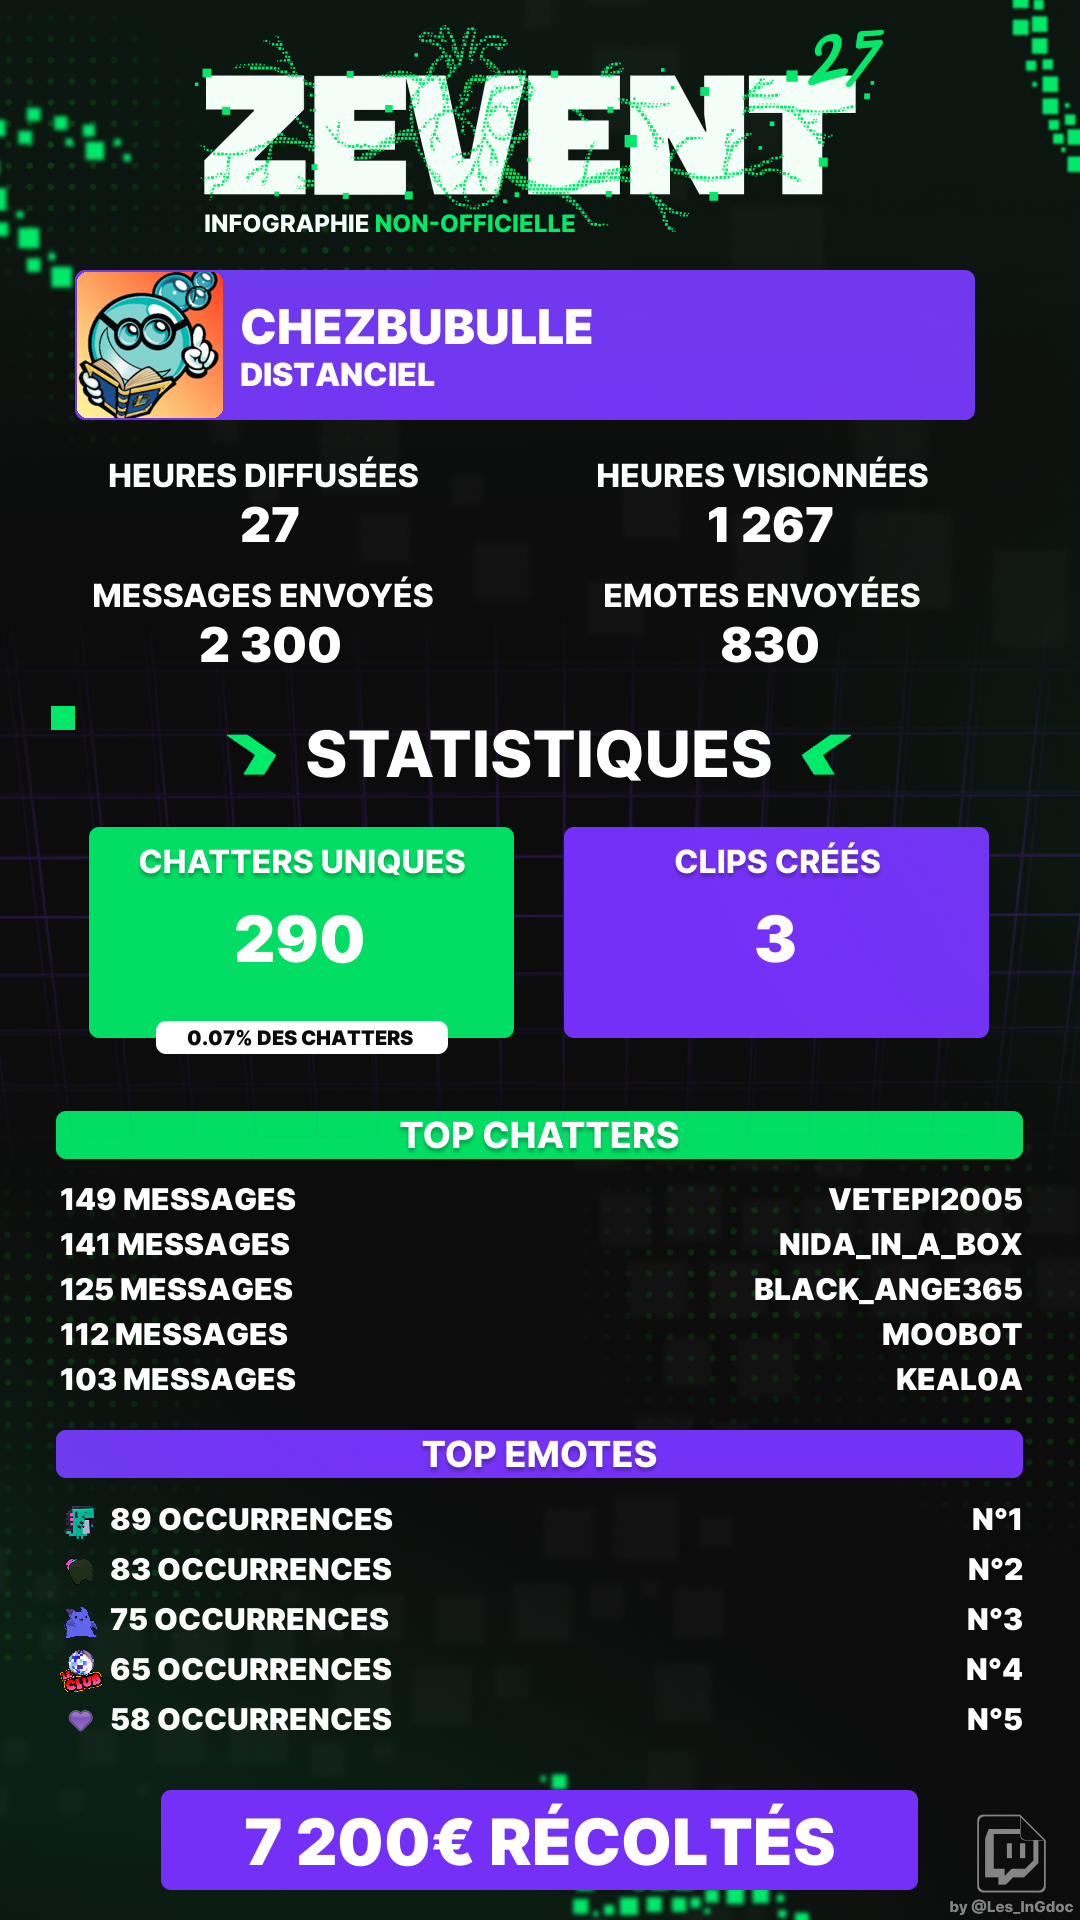 ZEVENT 25
INFOGRAPHIE NON-OFFICIELLE
CHEZBUBULLE
DISTANCIEL
HEURES DIFFUSÉES
27
HEURES VISIONNÉES
1 267
MESSAGES ENVOYÉS
2 300
EMOTES ENVOYÉES
830
STATISTIQUES
CHATTERS UNIQUES
290
0.07% DES CHATTERS
CLIPS CRÉÉS
3
TOP CHATTERS
149 MESSAGES VETEPI2005
141 MESSAGES NIDA_IN_A_BOX
125 MESSAGES BLACK_ANGE365
112 MESSAGES MOOBOT
103 MESSAGES KEAL0A
TOP EMOTES
89 OCCURRENCES N°1
83 OCCURRENCES N°2
75 OCCURRENCES N°3
CLUB 65 OCCURRENCES N°4
58 OCCURRENCES N°5
7 200€ RÉCOLTÉS
by @Les_InGdoc